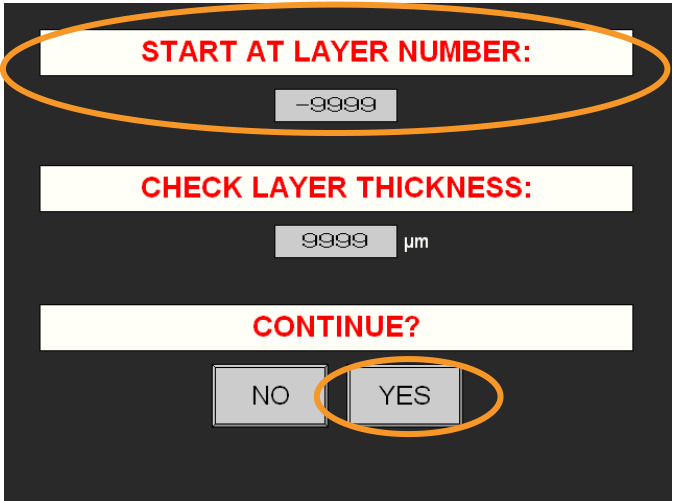 START AT LAYER NUMBER:
-9999
CHECK LAYER THICKNESS:
9999 µm
CONTINUE?
NO YES